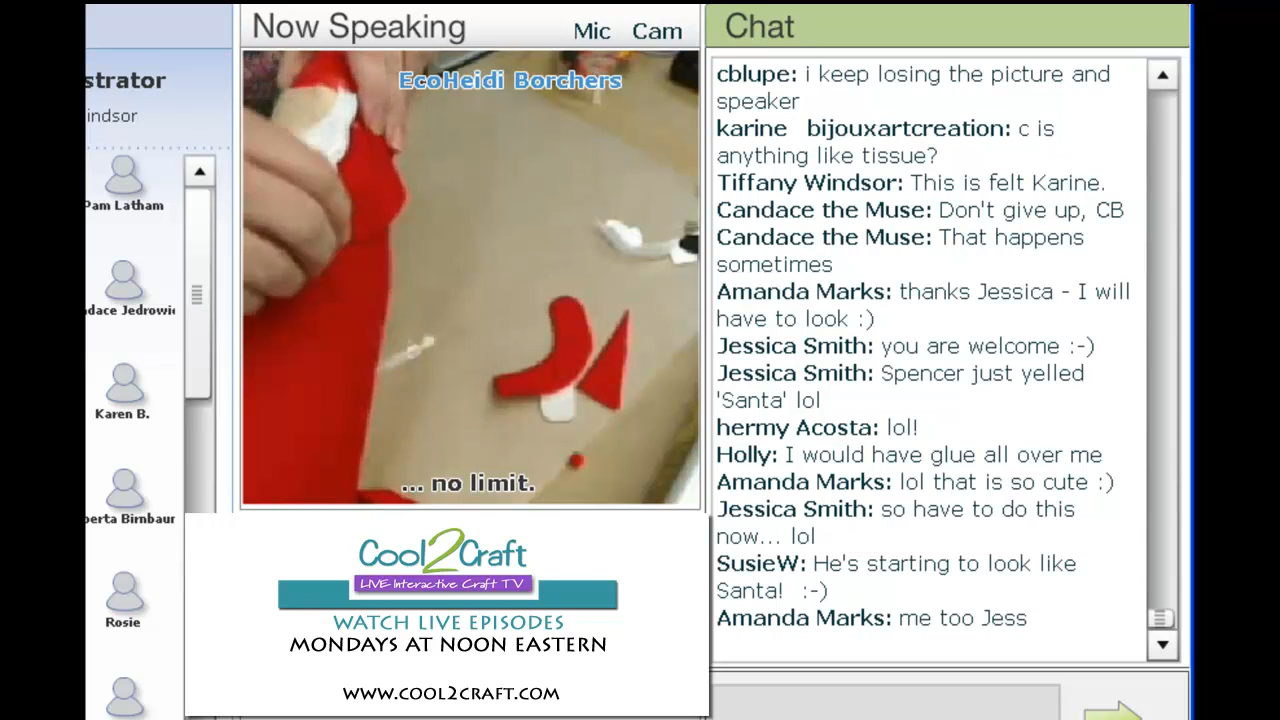 strator
indsor
Pam Latham
dace Jedrowic
Karen B.
erta Birnbaur
Rosie
Now Speaking
Mic Cam
EcoHeidi Borchers
... no limit.
Cool2Craft
LIVE Interactive Craft TV
WATCH LIVE EPISODES
MONDAYS AT NOON EASTERN
WWW.COOL2CRAFT.COM
Chat
cblupe: i keep losing the picture and
speaker
karine bijouxartcreation: c is
anything like tissue?
Tiffany Windsor: This is felt Karine.
Candace the Muse: Don't give up, CB
Candace the Muse: That happens
sometimes
Amanda Marks: thanks Jessica - I will
have to look :)
Jessica Smith: you are welcome :-)
Jessica Smith: Spencer just yelled
'Santa' lol
hermy Acosta: lol!
Holly: I would have glue all over me
Amanda Marks: lol that is so cute :)
Jessica Smith: so have to do this
now... lol
SusieW: He's starting to look like
Santa! :-)
Amanda Marks: me too Jess